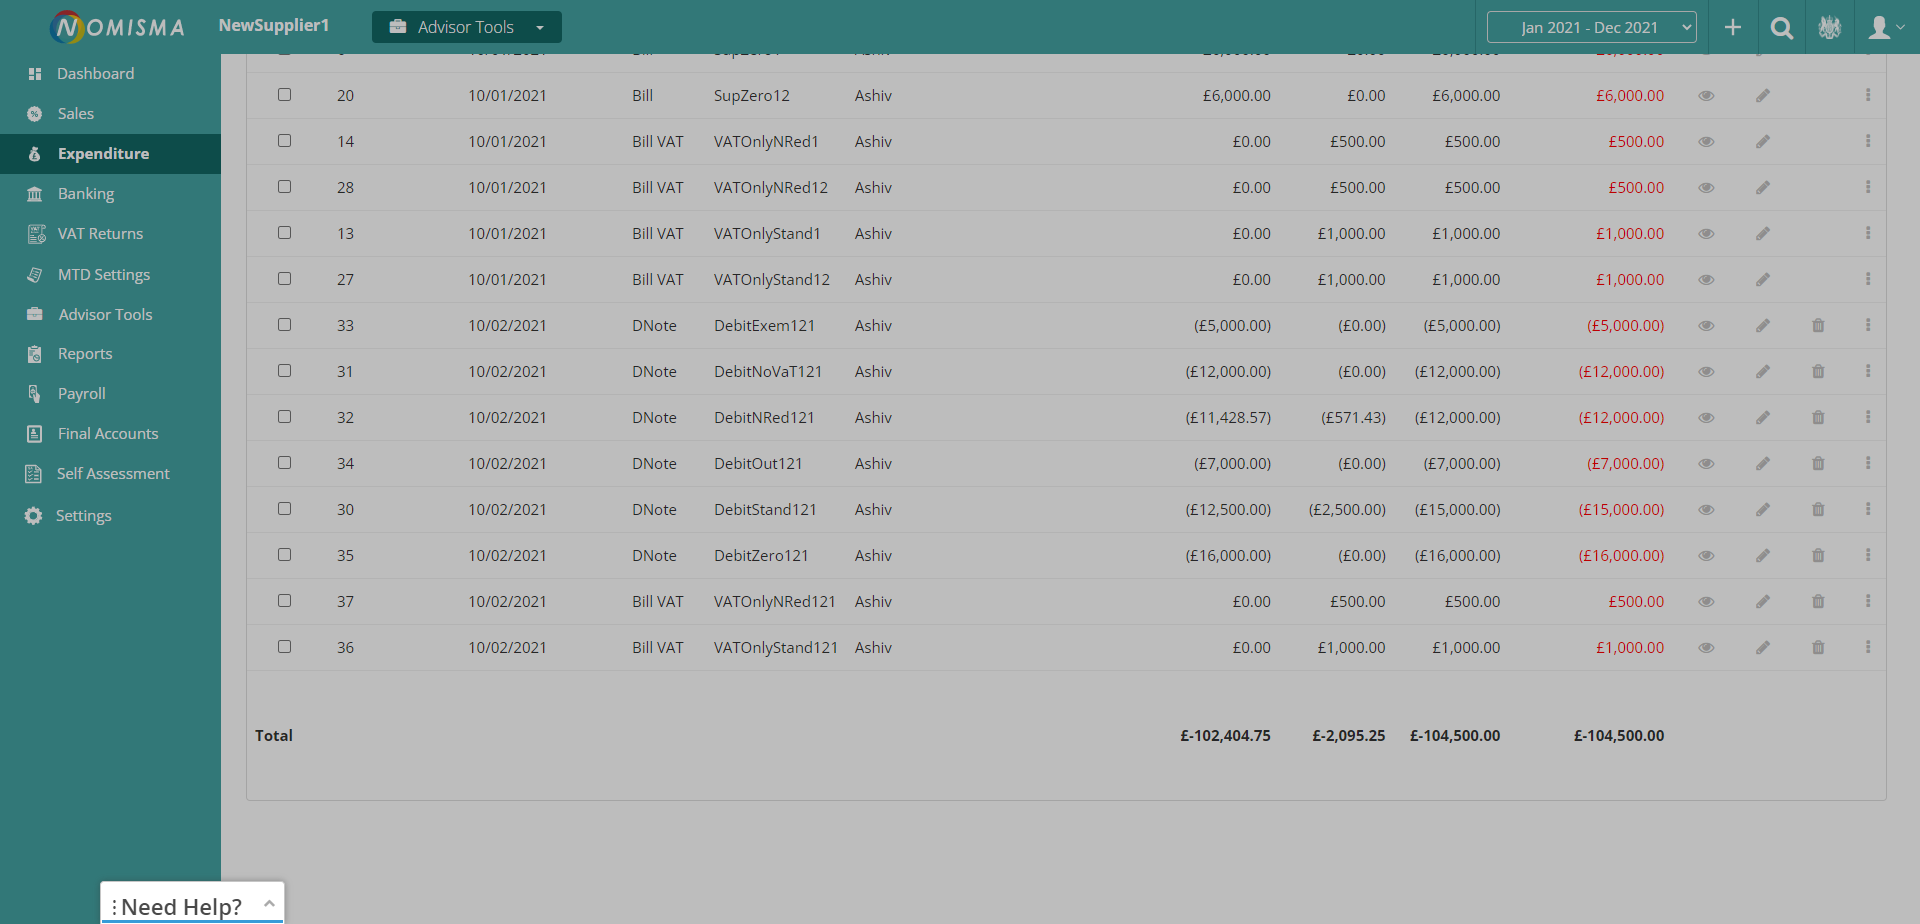 NOMISMA NewSupplier1 Advisor Tools Jan 2021 - Dec 2021
Dashboard
Sales
Expenditure
Banking
VAT Returns
MTD Settings
Advisor Tools
Reports
Payroll
Final Accounts
Self Assessment
Settings
20 10/01/2021 Bill SupZero12 Ashiv £6,000.00 £0.00 £6,000.00 £6,000.00
14 10/01/2021 Bill VAT VATOnlyNRed1 Ashiv £0.00 £500.00 £500.00 £500.00
28 10/01/2021 Bill VAT VATOnlyNRed12 Ashiv £0.00 £500.00 £500.00 £500.00
13 10/01/2021 Bill VAT VATOnlyStand1 Ashiv £0.00 £1,000.00 £1,000.00 £1,000.00
27 10/01/2021 Bill VAT VATOnlyStand12 Ashiv £0.00 £1,000.00 £1,000.00 £1,000.00
33 10/02/2021 DNote DebitExem121 Ashiv (£5,000.00) (£0.00) (£5,000.00) (£5,000.00)
31 10/02/2021 DNote DebitNoVaT121 Ashiv (£12,000.00) (£0.00) (£12,000.00) (£12,000.00)
32 10/02/2021 DNote DebitNRed121 Ashiv (£11,428.57) (£571.43) (£12,000.00) (£12,000.00)
34 10/02/2021 DNote DebitOut121 Ashiv (£7,000.00) (£0.00) (£7,000.00) (£7,000.00)
30 10/02/2021 DNote DebitStand121 Ashiv (£12,500.00) (£2,500.00) (£15,000.00) (£15,000.00)
35 10/02/2021 DNote DebitZero121 Ashiv (£16,000.00) (£0.00) (£16,000.00) (£16,000.00)
37 10/02/2021 Bill VAT VATOnlyNRed121 Ashiv £0.00 £500.00 £500.00 £500.00
36 10/02/2021 Bill VAT VATOnlyStand121 Ashiv £0.00 £1,000.00 £1,000.00 £1,000.00
Total £-102,404.75 £-2,095.25 £-104,500.00 £-104,500.00
Need Help?